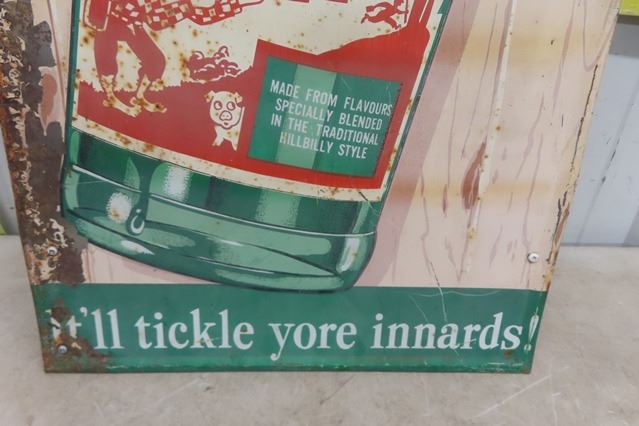 MADE FROM FLAVOURS
SPECIALLY BLENDED
IN THE TRADITIONAL
HILLBILLY STYLE
It'll tickle yore innards!